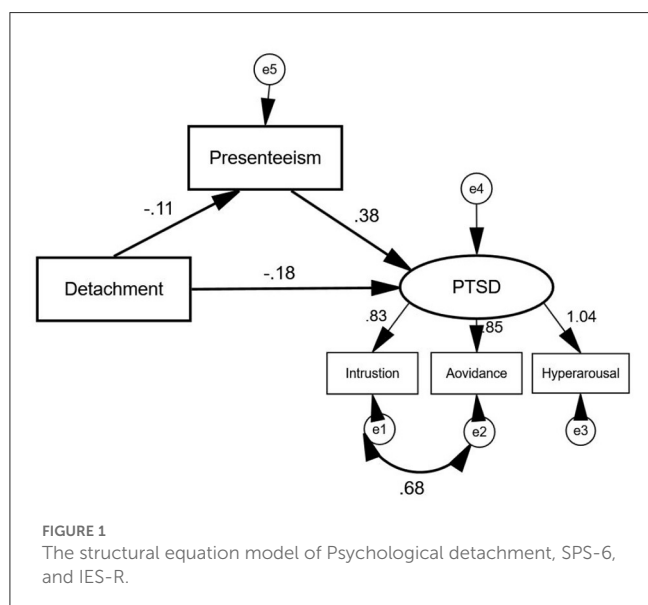 e5
Presenteeism
e4
-.11
.38
Detachment
-.18
PTSD
.83
.85
1.04
Intrustion
Aovidance
Hyperarousal
e1
e2
e3
.68
FIGURE 1
The structural equation model of Psychological detachment, SPS-6,
and IES-R.